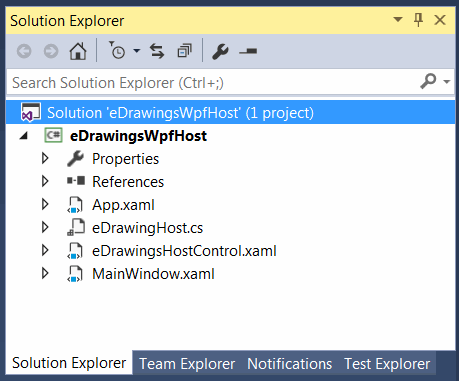 Solution Explorer
Search Solution Explorer (Ctrl+;)
Solution 'eDrawingsWpfHost' (1 project)
C# eDrawingsWpfHost
Properties
References
App.xaml
eDrawingHost.cs
eDrawingsHostControl.xaml
MainWindow.xaml
Solution Explorer Team Explorer Notifications Test Explorer